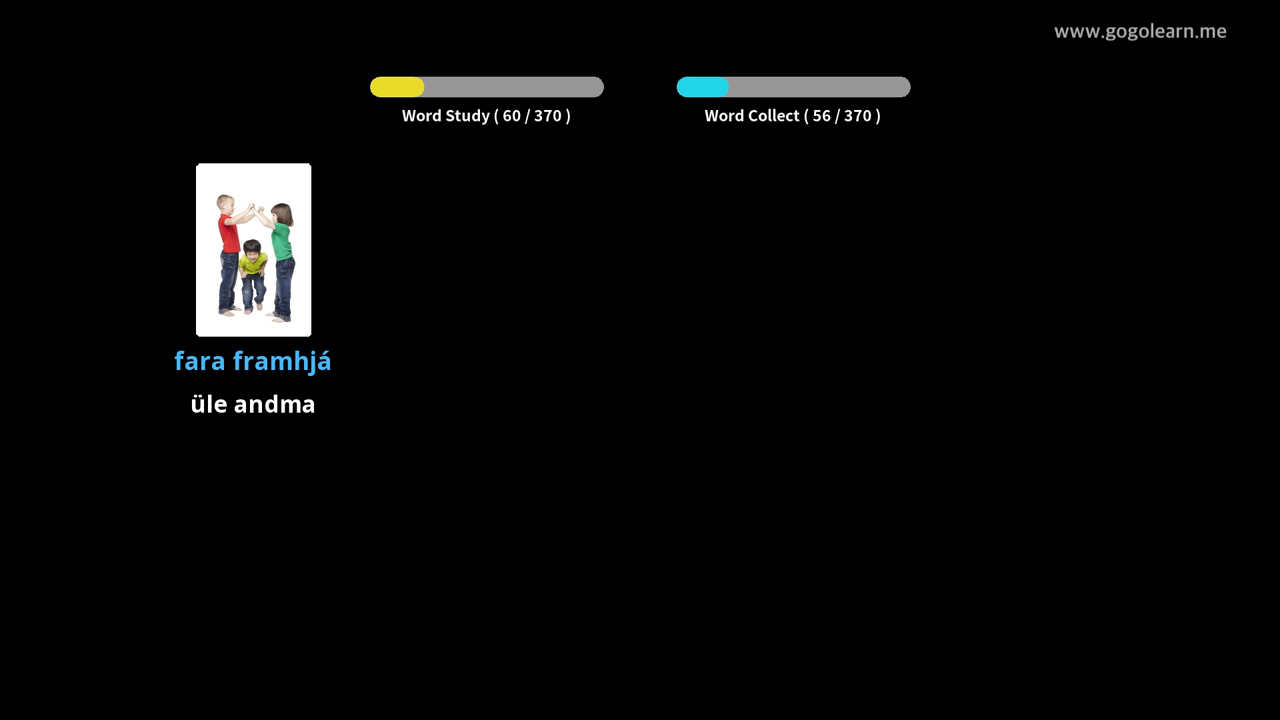 www.gogolearn.me
Word Study ( 60 / 370 )
Word Collect ( 56 / 370 )
fara framhjá
üle andma